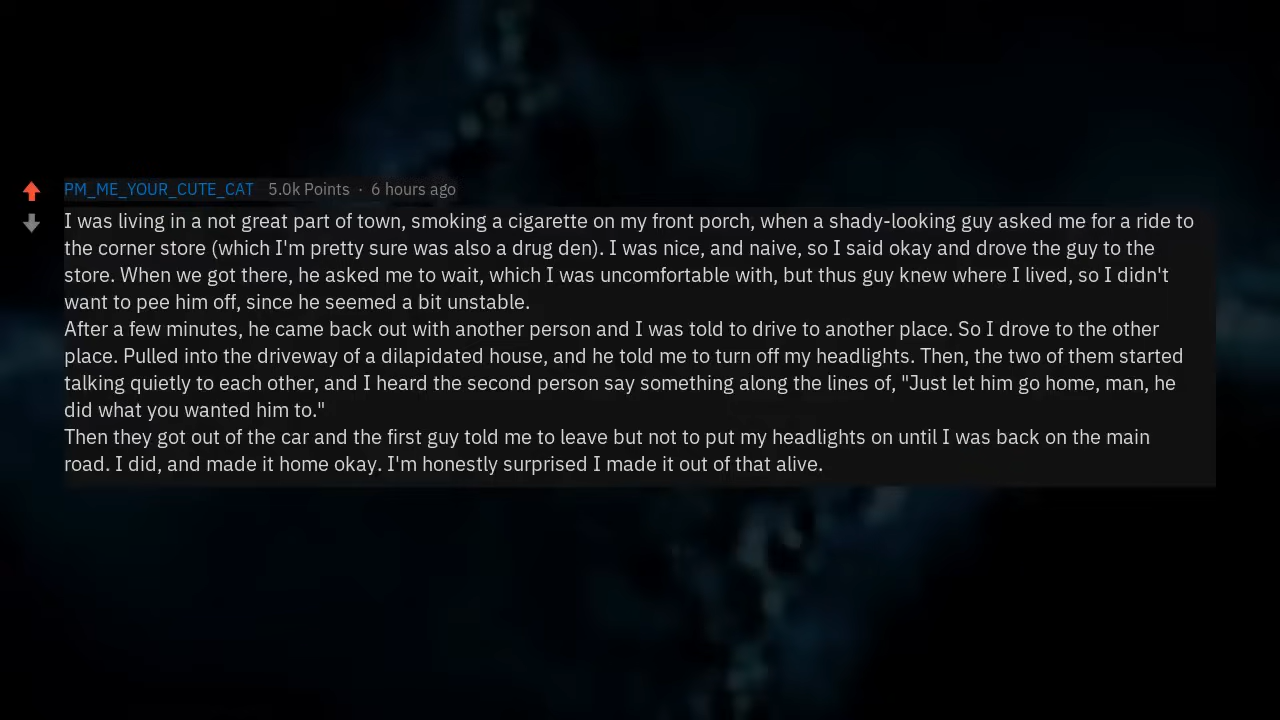 PM_ME_YOUR_CUTE_CAT 5.0k Points · 6 hours ago
I was living in a not great part of town, smoking a cigarette on my front porch, when a shady-looking guy asked me for a ride to
the corner store (which I'm pretty sure was also a drug den). I was nice, and naive, so I said okay and drove the guy to the
store. When we got there, he asked me to wait, which I was uncomfortable with, but thus guy knew where I lived, so I didn't
want to pee him off, since he seemed a bit unstable.
After a few minutes, he came back out with another person and I was told to drive to another place. So I drove to the other
place. Pulled into the driveway of a dilapidated house, and he told me to turn off my headlights. Then, the two of them started
talking quietly to each other, and I heard the second person say something along the lines of, "Just let him go home, man, he
did what you wanted him to."
Then they got out of the car and the first guy told me to leave but not to put my headlights on until I was back on the main
road. I did, and made it home okay. I'm honestly surprised I made it out of that alive.